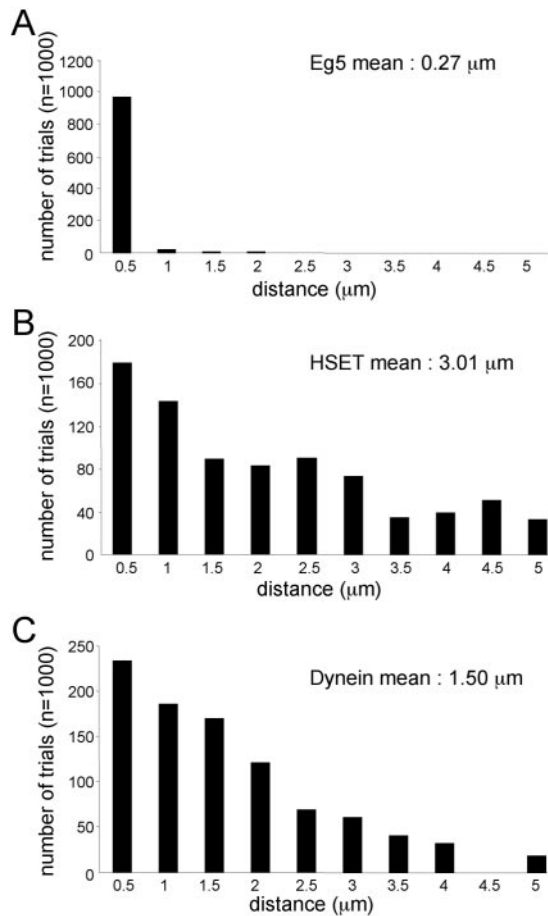 A
Eg5 mean : 0.27 μm
number of trials (n=1000)
1200
1000
800
600
400
200
0
0.5 1 1.5 2 2.5 3 3.5 4 4.5 5
distance (μm)
B
HSET mean : 3.01 μm
number of trials (n=1000)
200
160
120
80
40
0
0.5 1 1.5 2 2.5 3 3.5 4 4.5 5
distance (μm)
C
Dynein mean : 1.50 μm
number of trials (n=1000)
250
200
150
100
50
0
0.5 1 1.5 2 2.5 3 3.5 4 4.5 5
distance (μm)